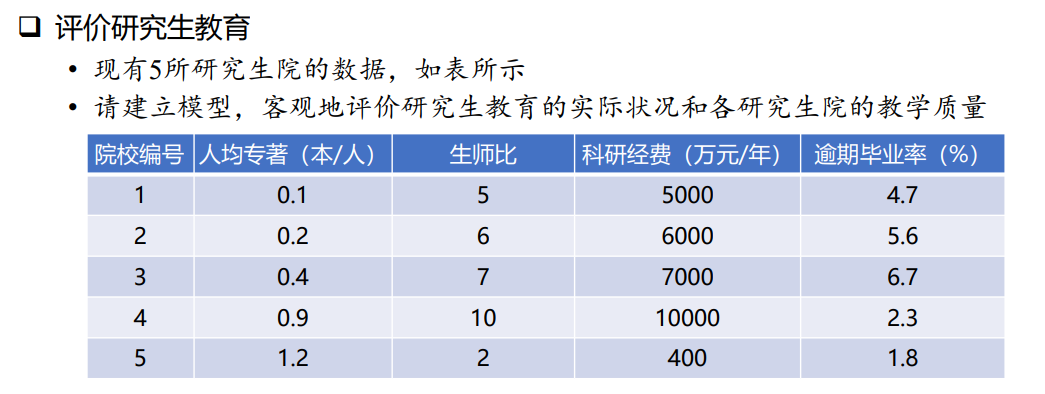 评价研究生教育
• 现有5所研究生院的数据，如表所示
• 请建立模型，客观地评价研究生教育的实际状况和各研究生院的教学质量
院校编号 人均专著（本/人） 生师比 科研经费（万元/年） 逾期毕业率（%）
1 0.1 5 5000 4.7
2 0.2 6 6000 5.6
3 0.4 7 7000 6.7
4 0.9 10 10000 2.3
5 1.2 2 400 1.8